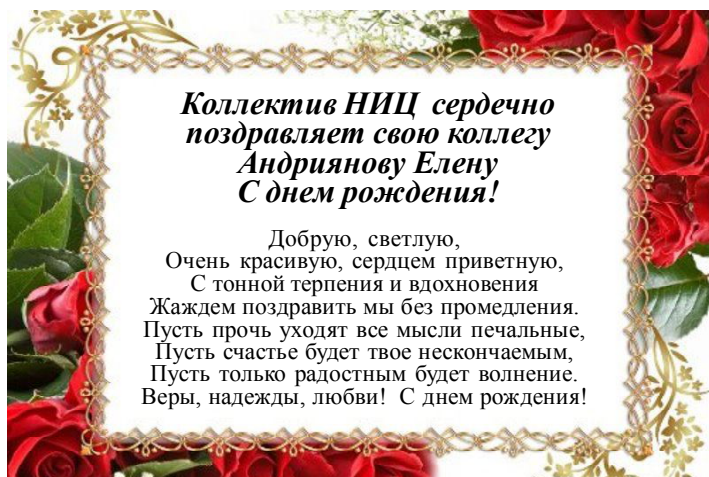 Коллектив НИЦ сердечно
поздравляет свою коллегу
Андриянову Елену
С днем рождения!
Добрую, светлую,
Очень красивую, сердцем приветную,
С тонной терпения и вдохновения
Жаждем поздравить мы без промедления.
Пусть прочь уходят все мысли печальные,
Пусть счастье будет твое нескончаемым,
Пусть только радостным будет волнение.
Веры, надежды, любви! С днем рождения!